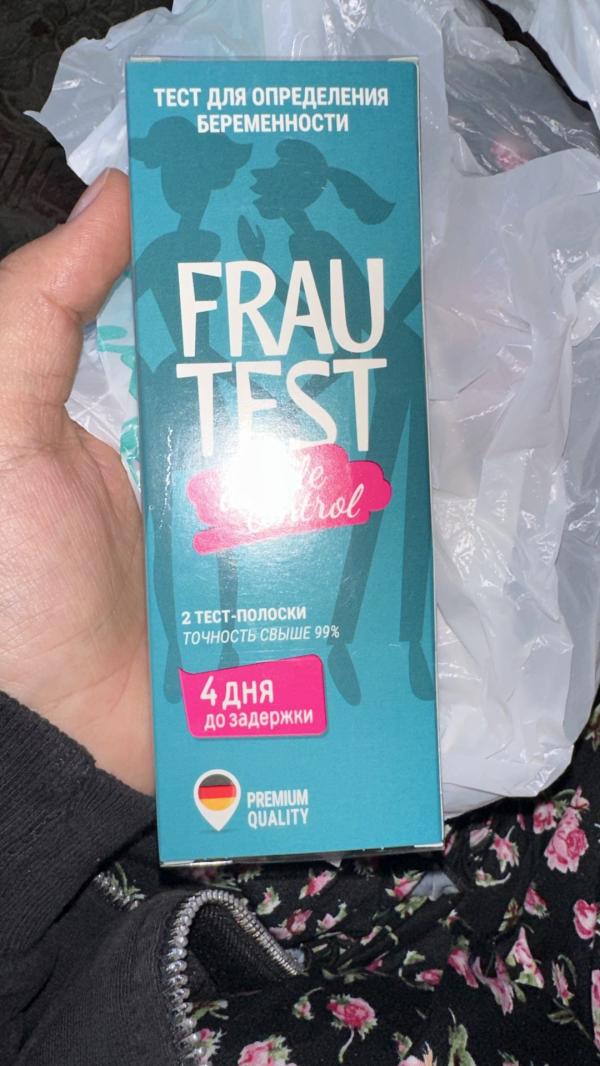 ТЕСТ ДЛЯ ОПРЕДЕЛЕНИЯ
БЕРЕМЕННОСТИ
FRAU
TEST
2 ТЕСТ-ПОЛОСКИ
ТОЧНОСТЬ СВЫШЕ 99%
4 ДНЯ
до задержки
PREMIUM
QUALITY